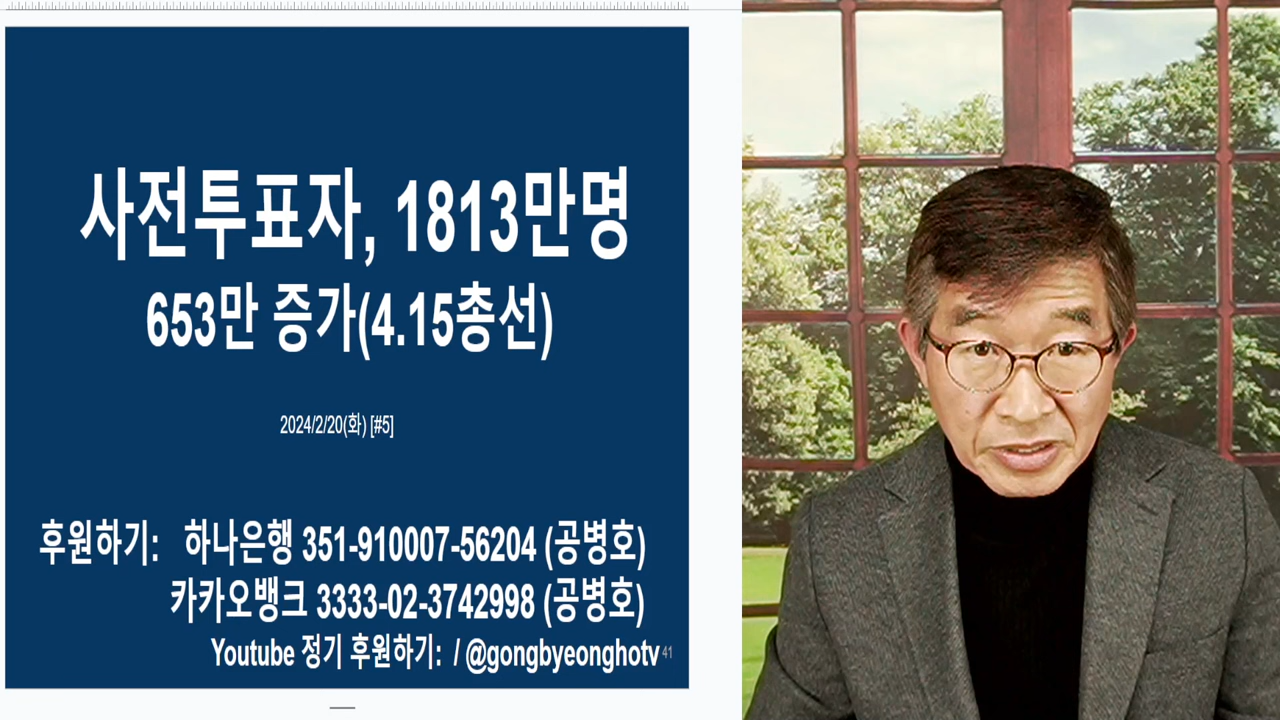 사전투표자, 1813만명
653만 증가(4.15총선)
2024/2/20(화) [#5]
후원하기: 하나은행 351-910007-56204 (공병호)
카카오뱅크 3333-02-3742998 (공병호)
Youtube 정기 후원하기: / @gongbyeonghotv
41